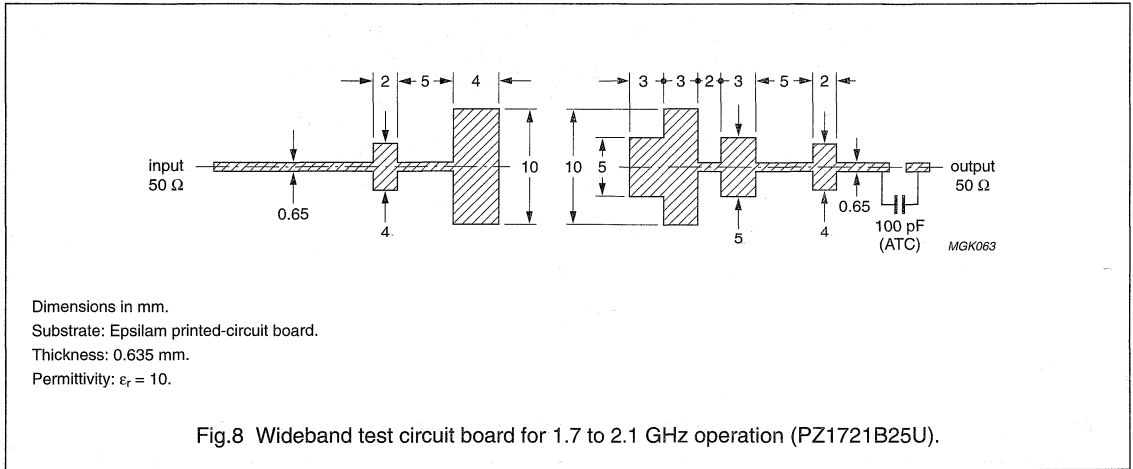 2 5 4 3 3 2 3 5 2
input
50 Ω
0.65
4
10
10
5
5
4
0.65
output
50 Ω
100 pF
(ATC)
MGK063
Dimensions in mm.
Substrate: Epsilam printed-circuit board.
Thickness: 0.635 mm.
Permittivity: εr = 10.
Fig.8 Wideband test circuit board for 1.7 to 2.1 GHz operation (PZ1721B25U).